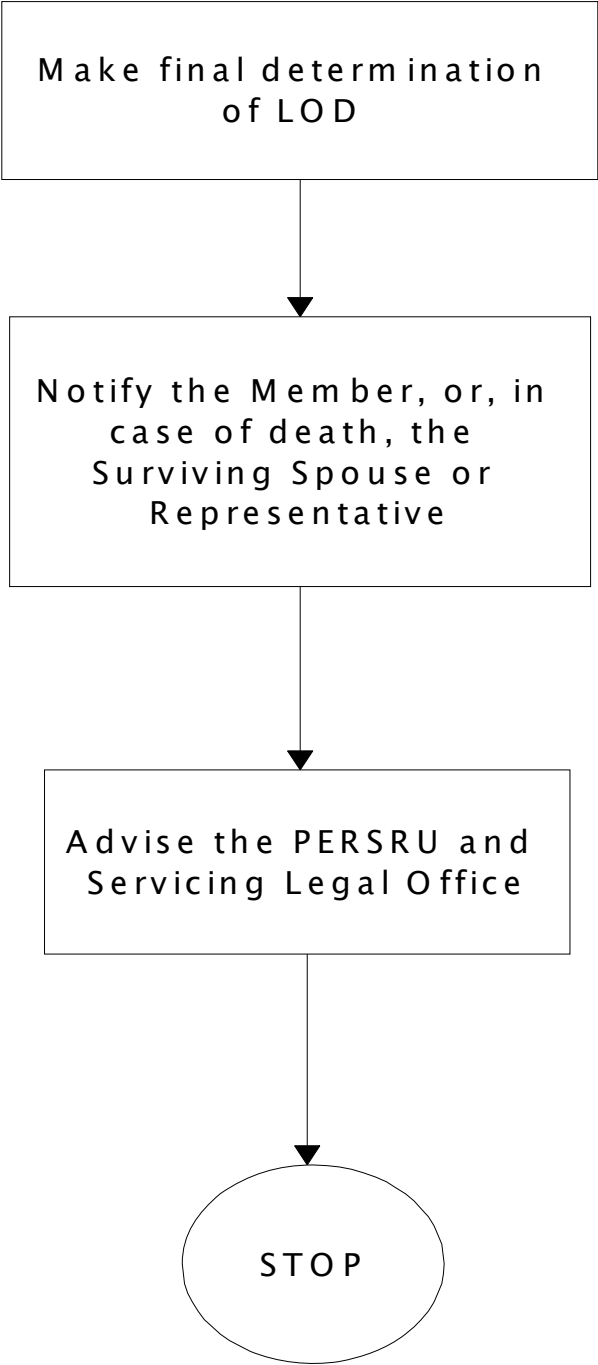 Make final determination
of LOD
Notify the Member, or, in
case of death, the
Surviving Spouse or
Representative
Advise the PERSRU and
Servicing Legal Office
STOP